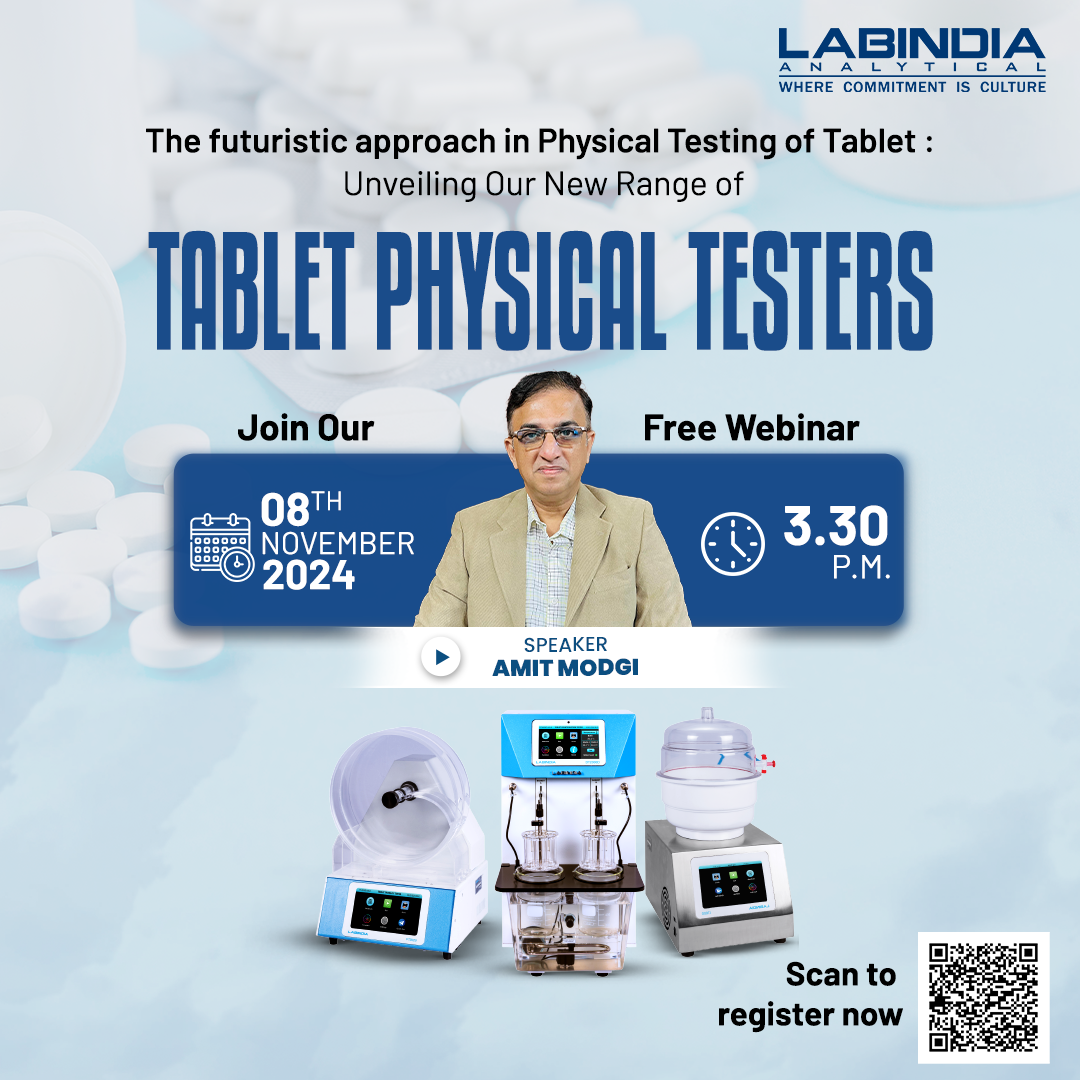 LABINDIA
ANALYTICAL
WHERE COMMITMENT IS CULTURE
The futuristic approach in Physical Testing of Tablet :
Unveiling Our New Range of
TABLET PHYSICAL TESTERS
Join Our
Free Webinar
08TH
NOVEMBER
2024
3.30
P.M.
SPEAKER
AMIT MODGI
LABINDIA
Scan to
register now